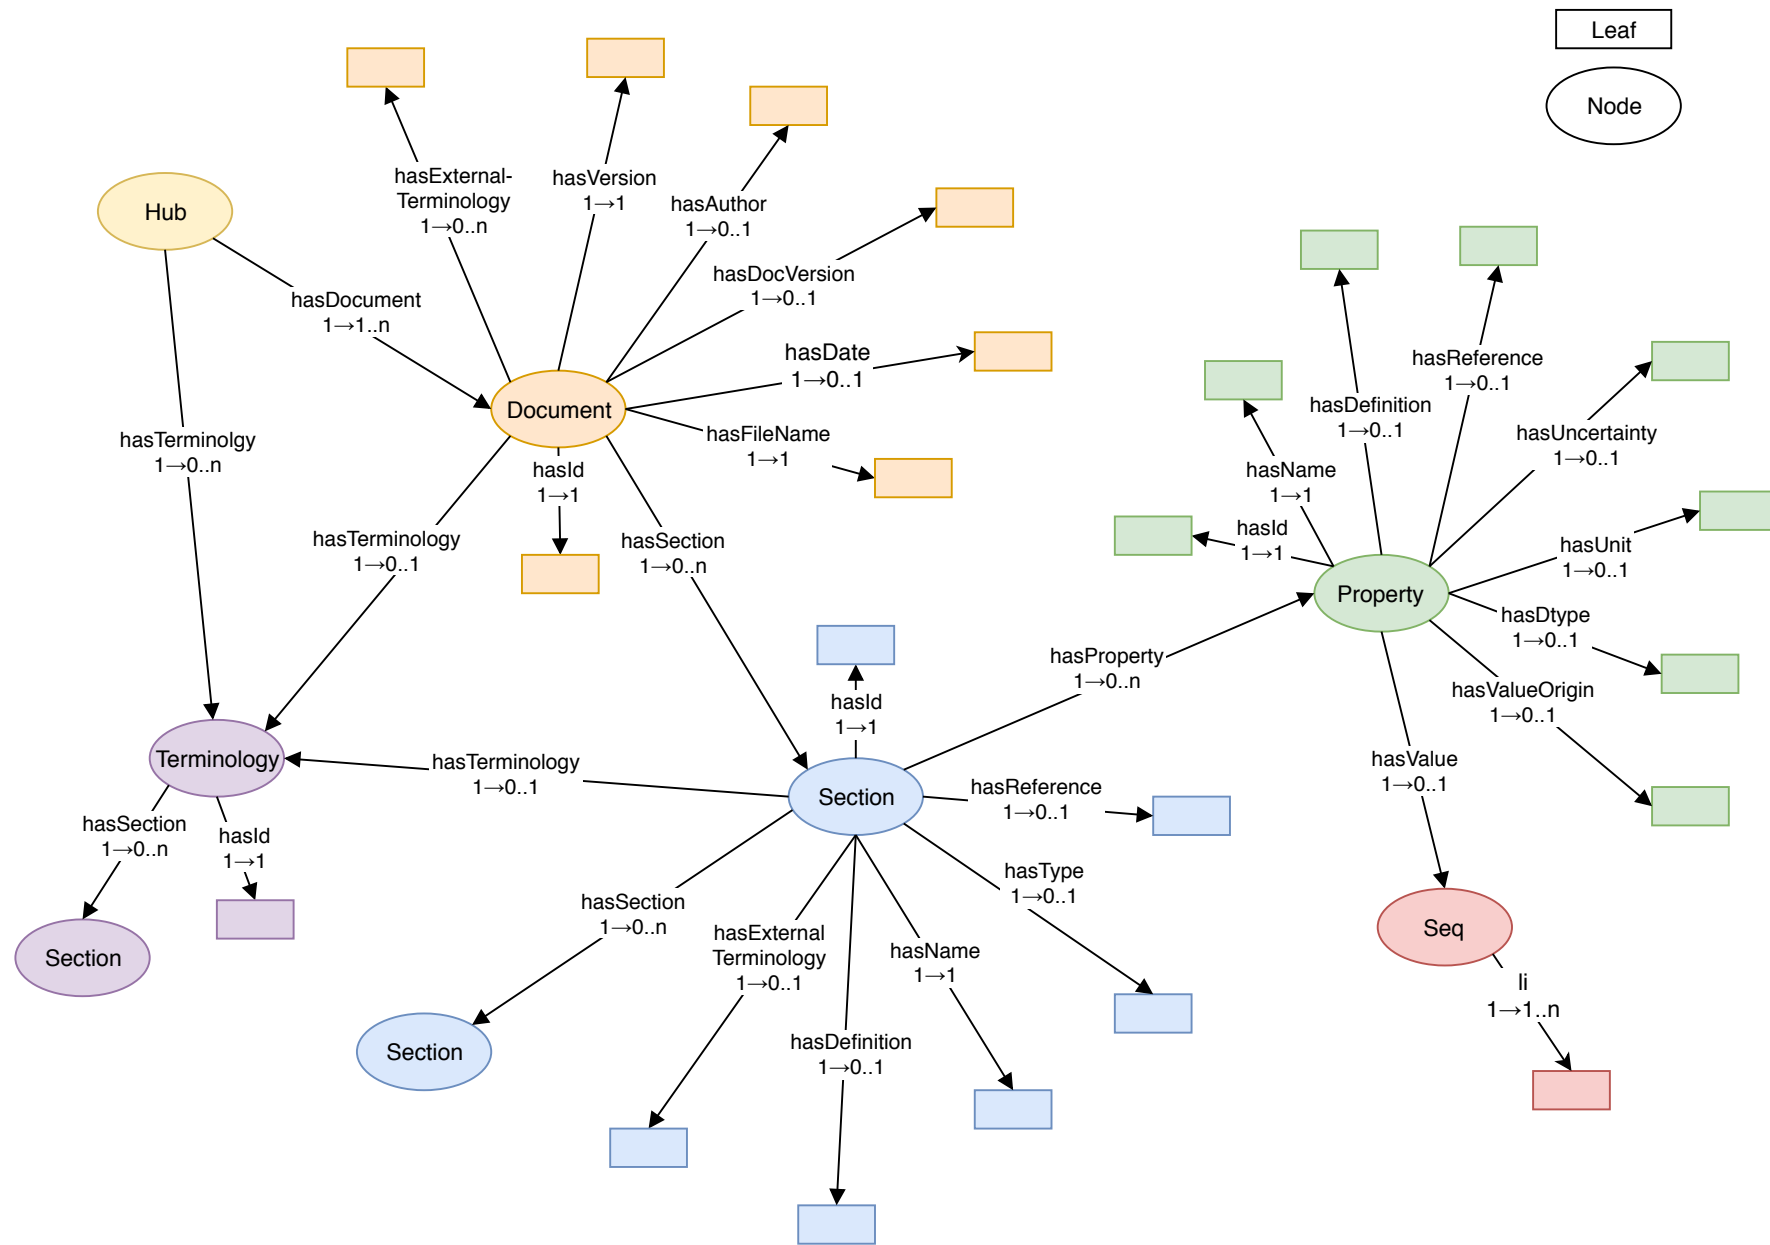 Leaf
Node
Hub
hasExternal-
Terminology
1→0..n
hasVersion
1→1
hasAuthor
1→0..1
hasDocVersion
1→0..1
hasDocument
1→1..n
hasDate
1→0..1
Document
hasFileName
1→1
hasId
1→1
hasTerminolgy
1→0..n
hasTerminology
1→0..1
hasSection
1→0..n
hasReference
1→0..1
hasDefinition
1→0..1
hasUncertainty
1→0..1
hasName
1→1
hasId
1→1
hasUnit
1→0..1
Property
hasDtype
1→0..1
hasValueOrigin
1→0..1
hasProperty
1→0..n
hasValue
1→0..1
hasId
1→1
Terminology
hasTerminology
1→0..1
Section
hasReference
1→0..1
hasSection
1→0..n
hasId
1→1
Section
hasSection
1→0..n
hasExternal
Terminology
1→0..1
hasName
1→1
hasType
1→0..1
hasDefinition
1→0..1
Section
Seq
li
1→1..n